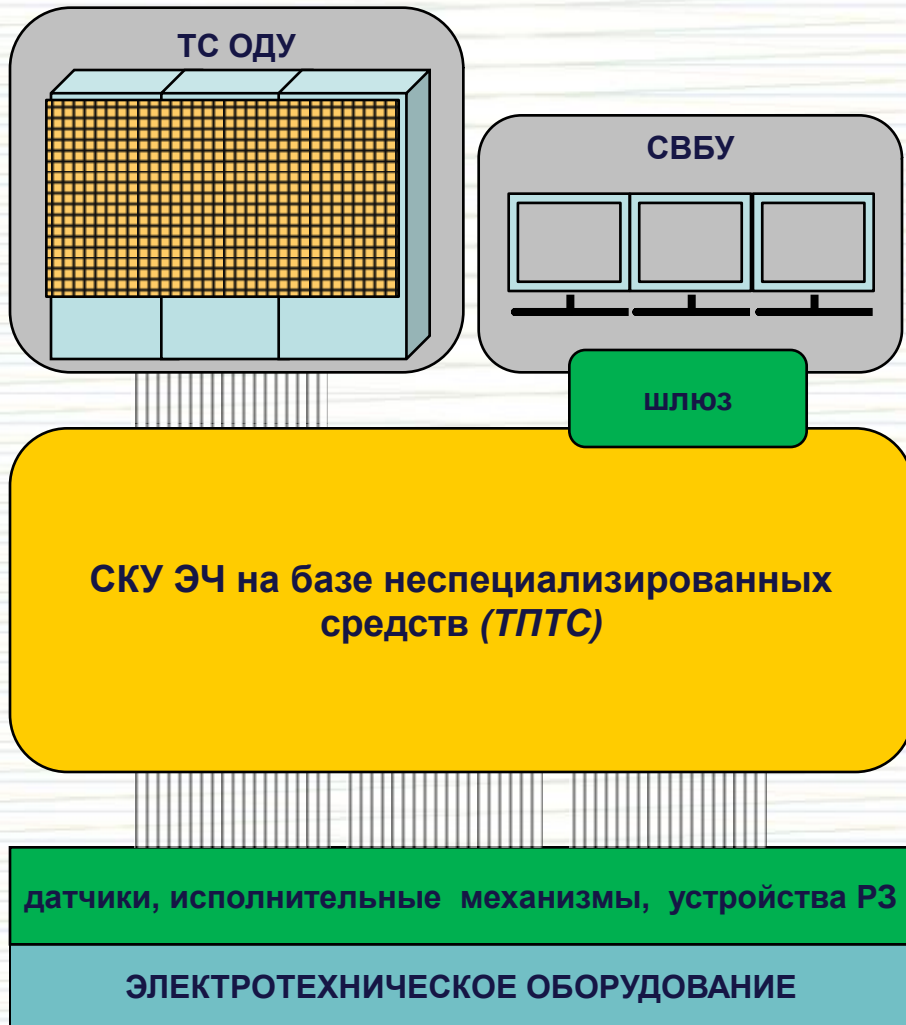 ТС ОДУ
СВБУ
шлюз
СКУ ЭЧ на базе неспециализированных
средств (ТПТС)
датчики, исполнительные механизмы, устройства РЗ
ЭЛЕКТРОТЕХНИЧЕСКОЕ ОБОРУДОВАНИЕ